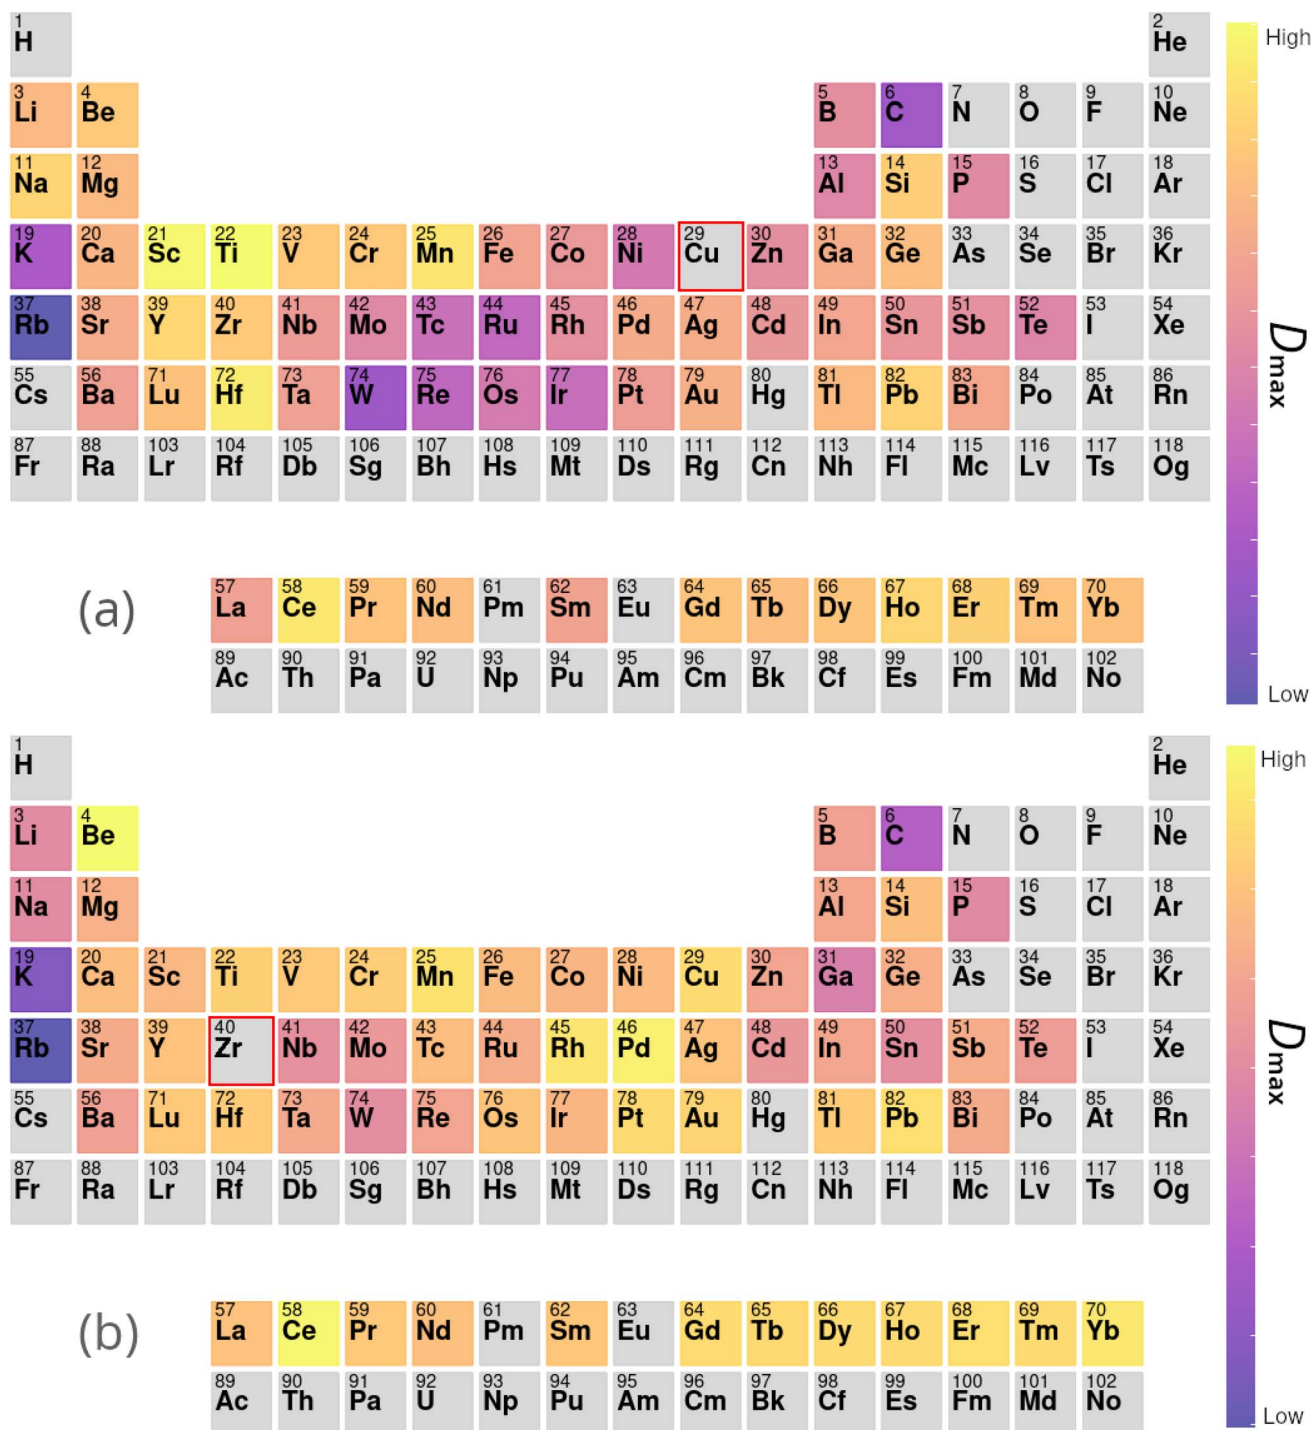 1 2
H He High
3 4 5 6 7 8 9 10
Li Be B C N O F Ne
11 12 13 14 15 16 17 18
Na Mg Al Si P S Cl Ar
19 20 21 22 23 24 25 26 27 28 29 30 31 32 33 34 35 36
K Ca Sc Ti V Cr Mn Fe Co Ni Cu Zn Ga Ge As Se Br Kr
37 38 39 40 41 42 43 44 45 46 47 48 49 50 51 52 53 54
Rb Sr Y Zr Nb Mo Tc Ru Rh Pd Ag Cd In Sn Sb Te I Xe
Dmax
55 56 71 72 73 74 75 76 77 78 79 80 81 82 83 84 85 86
Cs Ba Lu Hf Ta W Re Os Ir Pt Au Hg Tl Pb Bi Po At Rn
87 88 103 104 105 106 107 108 109 110 111 112 113 114 115 116 117 118
Fr Ra Lr Rf Db Sg Bh Hs Mt Ds Rg Cn Nh Fl Mc Lv Ts Og
(a)
57 58 59 60 61 62 63 64 65 66 67 68 69 70
La Ce Pr Nd Pm Sm Eu Gd Tb Dy Ho Er Tm Yb
89 90 91 92 93 94 95 96 97 98 99 100 101 102
Ac Th Pa U Np Pu Am Cm Bk Cf Es Fm Md No
Low
1 2
H He High
3 4 5 6 7 8 9 10
Li Be B C N O F Ne
11 12 13 14 15 16 17 18
Na Mg Al Si P S Cl Ar
19 20 21 22 23 24 25 26 27 28 29 30 31 32 33 34 35 36
K Ca Sc Ti V Cr Mn Fe Co Ni Cu Zn Ga Ge As Se Br Kr
37 38 39 40 41 42 43 44 45 46 47 48 49 50 51 52 53 54
Rb Sr Y Zr Nb Mo Tc Ru Rh Pd Ag Cd In Sn Sb Te I Xe
Dmax
55 56 71 72 73 74 75 76 77 78 79 80 81 82 83 84 85 86
Cs Ba Lu Hf Ta W Re Os Ir Pt Au Hg Tl Pb Bi Po At Rn
87 88 103 104 105 106 107 108 109 110 111 112 113 114 115 116 117 118
Fr Ra Lr Rf Db Sg Bh Hs Mt Ds Rg Cn Nh Fl Mc Lv Ts Og
(b)
57 58 59 60 61 62 63 64 65 66 67 68 69 70
La Ce Pr Nd Pm Sm Eu Gd Tb Dy Ho Er Tm Yb
89 90 91 92 93 94 95 96 97 98 99 100 101 102
Ac Th Pa U Np Pu Am Cm Bk Cf Es Fm Md No
Low